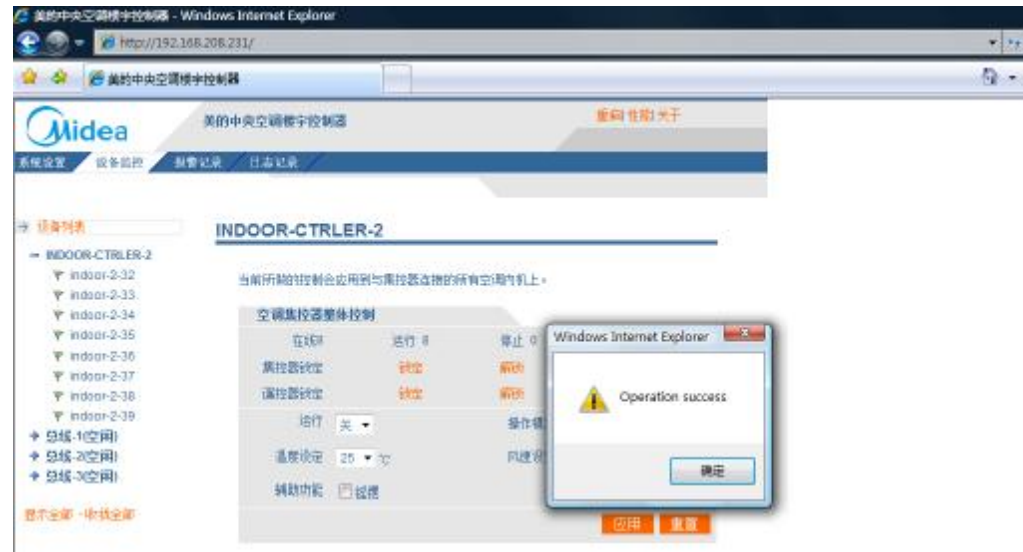 美的中央空调楼宇控制器 - Windows Internet Explorer
http://192.168.208.231/
美的中央空调楼宇控制器
Midea
美的中央空调楼宇控制器
重启| 性能| 关于
系统设置 设备监控 报警记录 日志记录
设备列表
INDOOR-CTRLER-2
INDOOR-CTRLER-2
indoor-2-32
indoor-2-33
indoor-2-34
indoor-2-35
indoor-2-36
indoor-2-37
indoor-2-38
indoor-2-39
总线-1(空闲)
总线-2(空闲)
总线-3(空闲)
显示全部 -收拢全部
当前所做的控制会应用到与集控器连接的所有空调内机上。
空调集控器整体控制
在线8 运行 8 停止 0
集控器锁定 锁定 解锁
遥控器锁定 锁定 解锁
运行 关 操作模
温度设定 25 ℃ 风速设
辅助功能 摇摆
应用 重置
Windows Internet Explorer
Operation success
确定